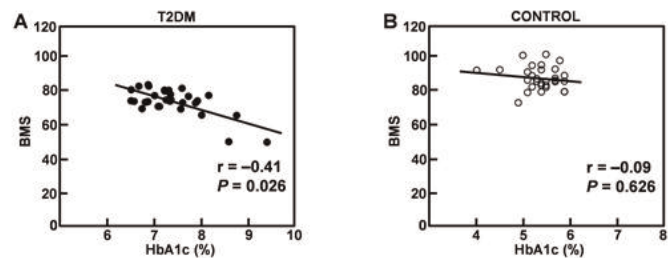 A
T2DM
120
100
80
60
40
20
0
BMS
r = –0.41
P = 0.026
6
7
8
9
10
HbA1c (%)
B
CONTROL
120
100
80
60
40
20
0
BMS
r = –0.09
P = 0.626
4
5
6
7
8
HbA1c (%)